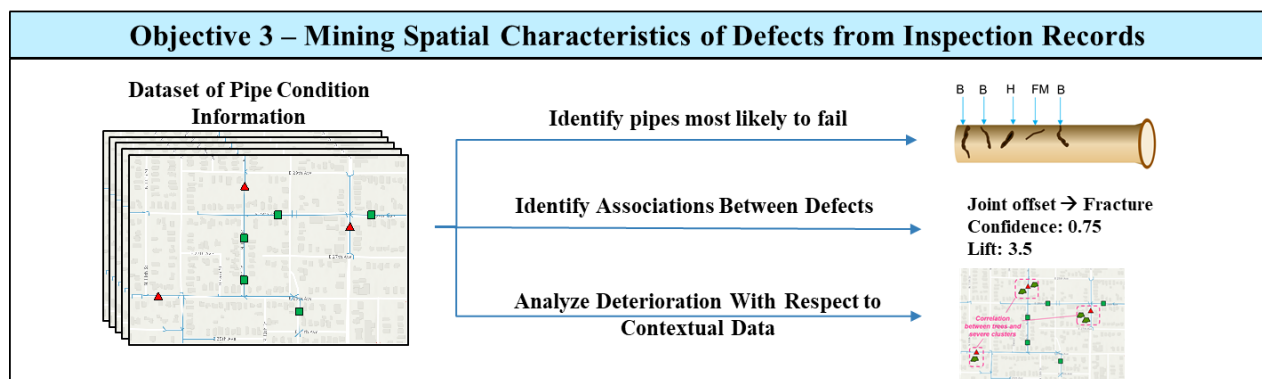 Objective 3 – Mining Spatial Characteristics of Defects from Inspection Records
Dataset of Pipe Condition
Information
Identify pipes most likely to fail
B B H FM B
Identify Associations Between Defects
Joint offset → Fracture
Confidence: 0.75
Lift: 3.5
Analyze Deterioration With Respect to
Contextual Data
Correlation
between trees and
severe clusters